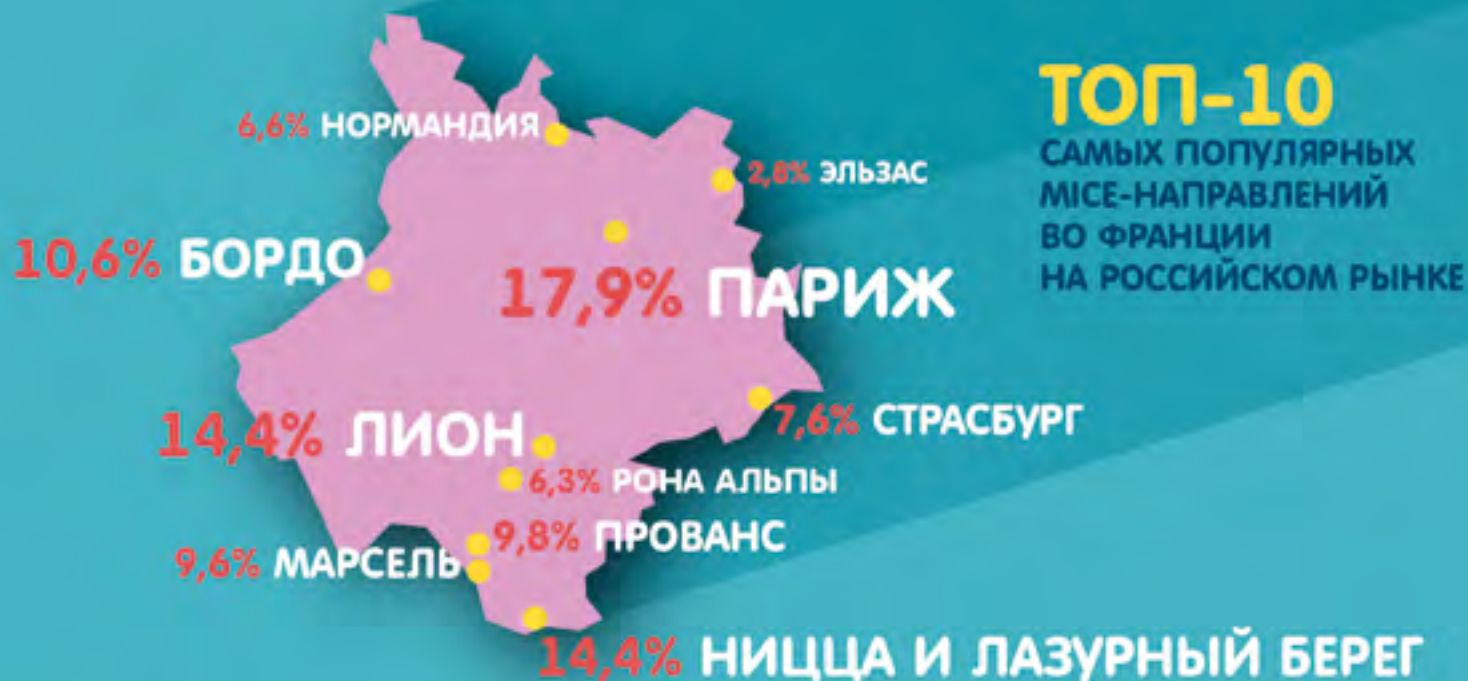 ТОП-10
САМЫХ ПОПУЛЯРНЫХ
MICE-НАПРАВЛЕНИЙ
ВО ФРАНЦИИ
НА РОССИЙСКОМ РЫНКЕ
6,6% НОРМАНДИЯ
2,8% ЭЛЬЗАС
10,6% БОРДО
17,9% ПАРИЖ
14,4% ЛИОН
7,6% СТРАСБУРГ
6,3% РОНА АЛЬПЫ
9,8% ПРОВАНС
9,6% МАРСЕЛЬ
14,4% НИЦЦА И ЛАЗУРНЫЙ БЕРЕГ